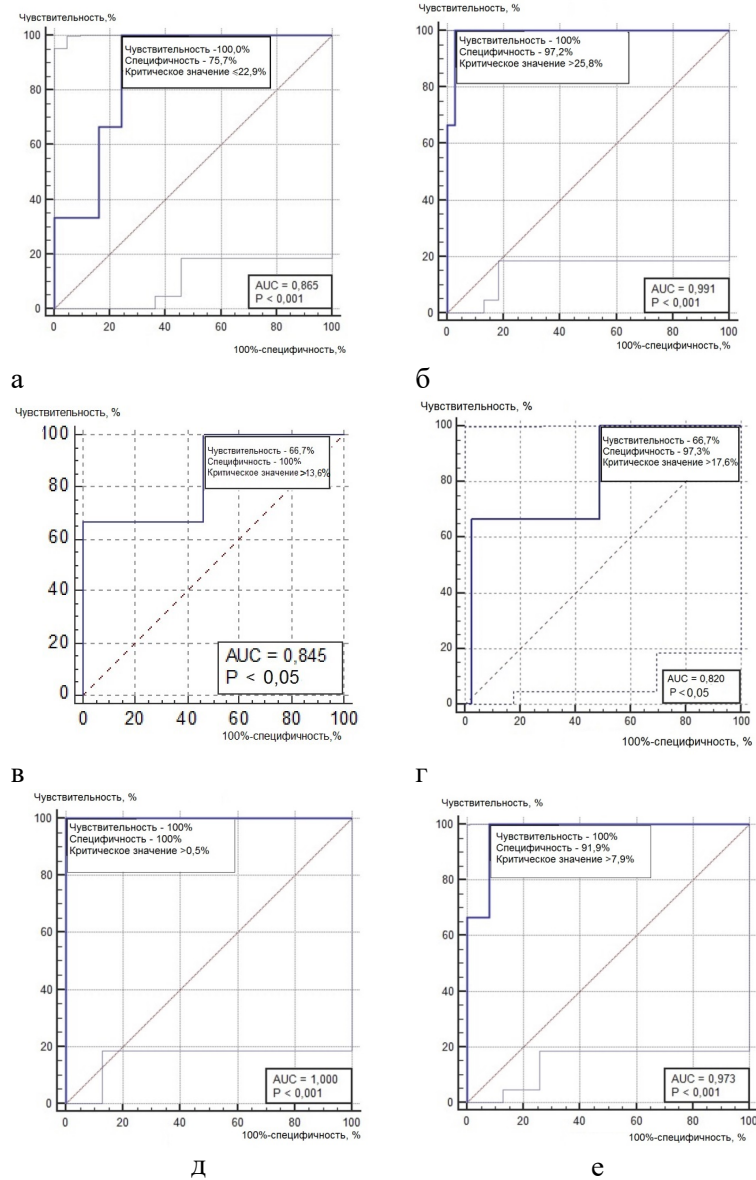 Чувствительность,%
100
80
60
40
20
0
Чувствительность -100,0%
Специфичность - 75,7%
Критическое значение ≤22,9%
AUC = 0,865
P < 0,001
0 20 40 60 80 100
100%-специфичность,%
а
Чувствительность, %
100
80
60
40
20
0
Чувствительность - 100%
Специфичность - 97,2%
Критическое значение >25,8%
AUC = 0,991
P < 0,001
0 20 40 60 80 100
100%-специфичность,%
б
Чувствительность, %
100
80
60
40
20
0
Чувствительность - 66,7%
Специфичность - 100%
Критическое значение >13,6%
AUC = 0,845
P < 0,05
0 20 40 60 80 100
100%-специфичность,%
в
Чувствительность, %
100
80
60
40
20
0
Чувствительность - 66,7%
Специфичность - 97,3%
Критическое значение >17,6%
AUC = 0,820
P < 0,05
0 20 40 60 80 100
100%-специфичность, %
г
Чувствительность, %
100
80
60
40
20
0
Чувствительность - 100%
Специфичность - 100%
Критическое значение >0,5%
AUC = 1,000
P < 0,001
0 20 40 60 80 100
100%-специфичность, %
д
Чувствительность, %
100
80
60
40
20
0
Чувствительность - 100%
Специфичность - 91,9%
Критическое значение >7,9%
AUC = 0,973
P < 0,001
0 20 40 60 80 100
100%-специфичность, %
е